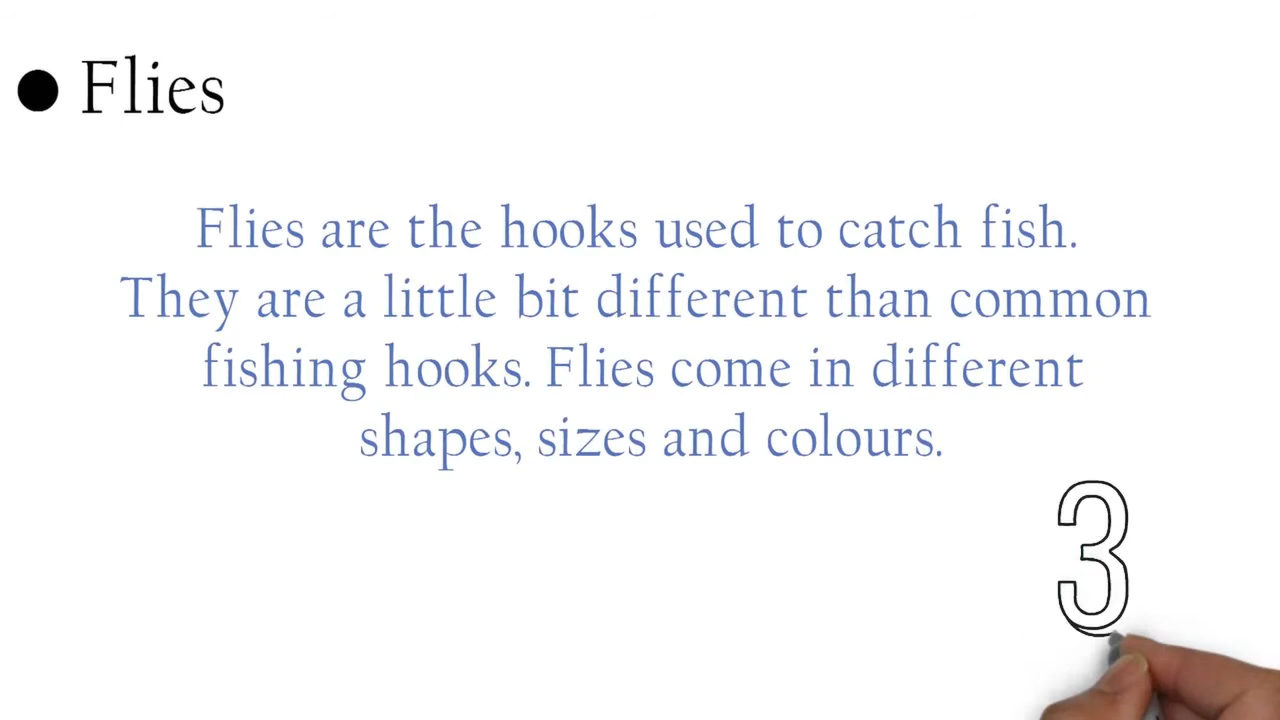 ● Flies
Flies are the hooks used to catch fish.
They are a little bit different than common
fishing hooks. Flies come in different
shapes, sizes and colours.
3